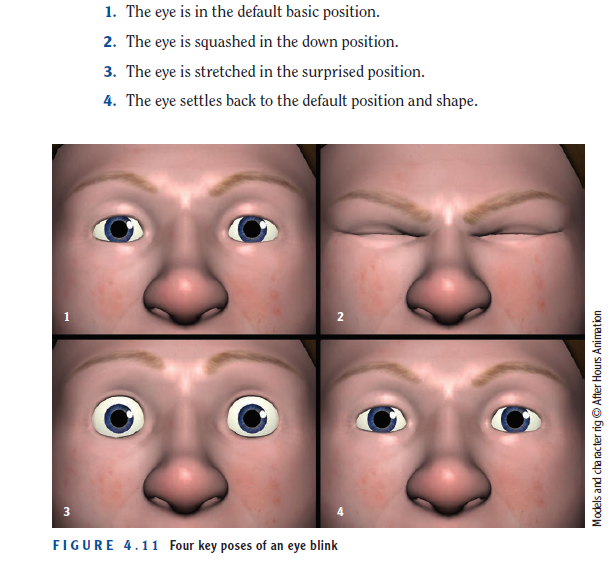 1. The eye is in the default basic position.
2. The eye is squashed in the down position.
3. The eye is stretched in the surprised position.
4. The eye settles back to the default position and shape.
1
2
3
4
Models and character rig © After Hours Animation
FIGURE 4.11 Four key poses of an eye blink